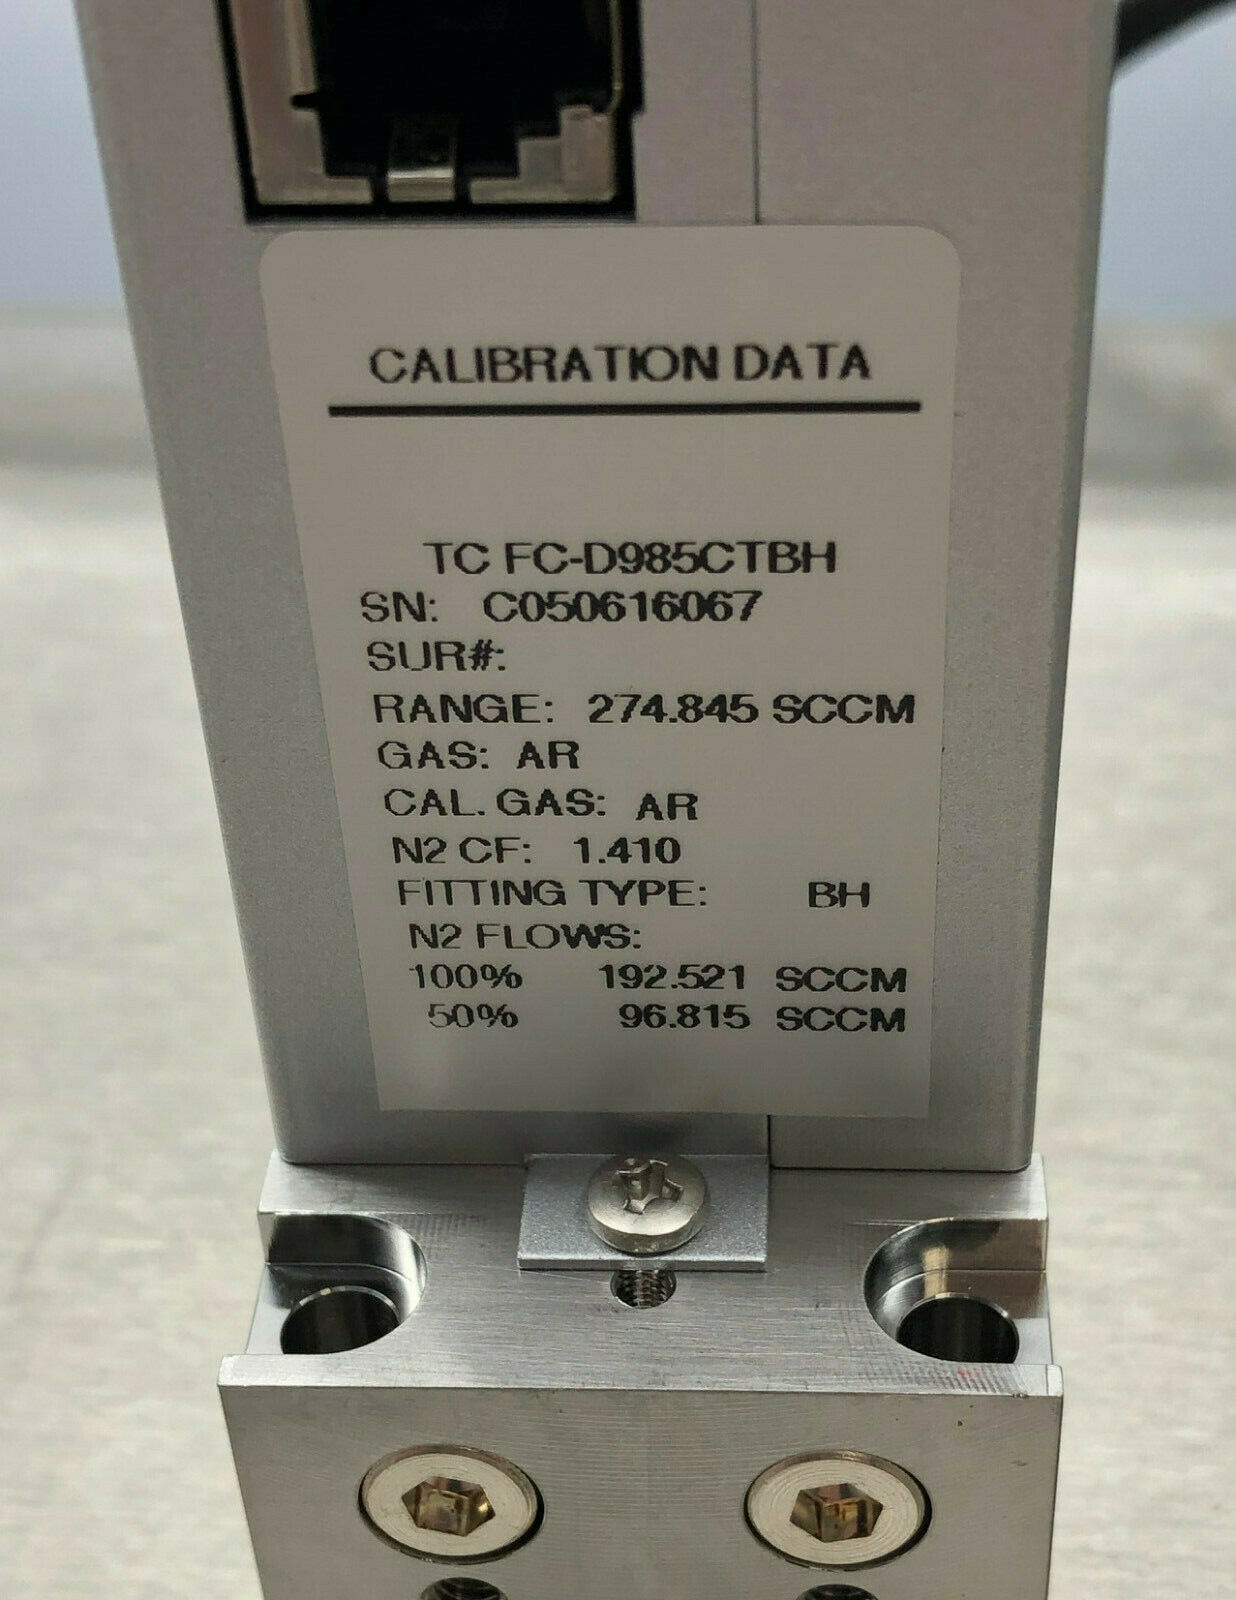 CALIBRATION DATA
TC FC-D985CTBH
SN: C050616067
SUR#:
RANGE: 274.845 SCCM
GAS: AR
CAL. GAS: AR
N2 CF: 1.410
FITTING TYPE: BH
N2 FLOWS:
100% 192.521 SCCM
50% 96.815 SCCM